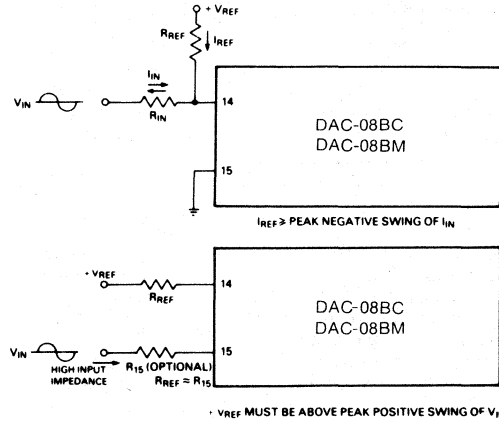 + VREF
RREF
IREF
IIN
VIN
RIN
14
DAC-08BC
DAC-08BM
15
IREF ≥ PEAK NEGATIVE SWING OF IIN
+ VREF
RREF
14
DAC-08BC
DAC-08BM
VIN
15
HIGH INPUT
IMPEDANCE
R15 (OPTIONAL)
RREF ≈ R15
+ VREF MUST BE ABOVE PEAK POSITIVE SWING OF